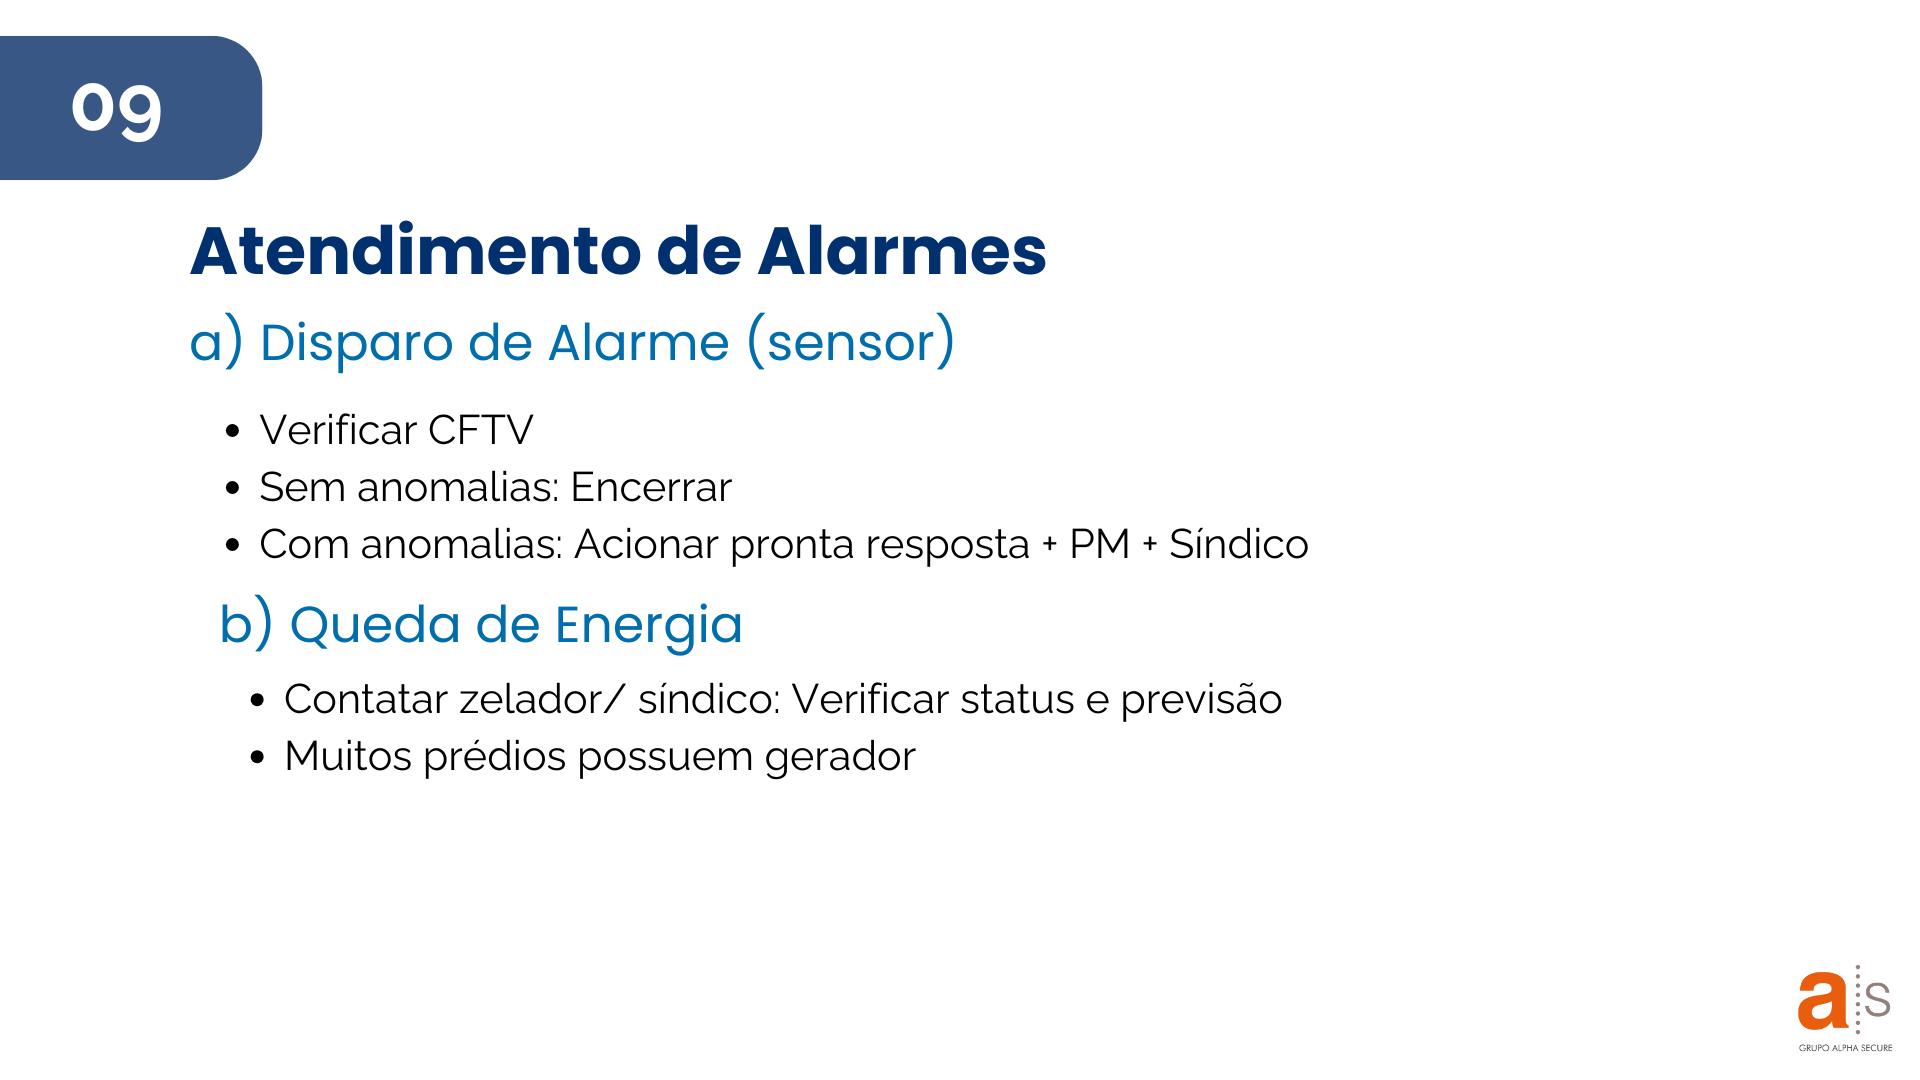 09
Atendimento de Alarmes
a) Disparo de Alarme (sensor)
• Verificar CFTV
• Sem anomalias: Encerrar
• Com anomalias: Acionar pronta resposta + PM + Síndico
b) Queda de Energia
• Contatar zelador/ síndico: Verificar status e previsão
• Muitos prédios possuem gerador
a s
GRUPO ALPHA SECURE